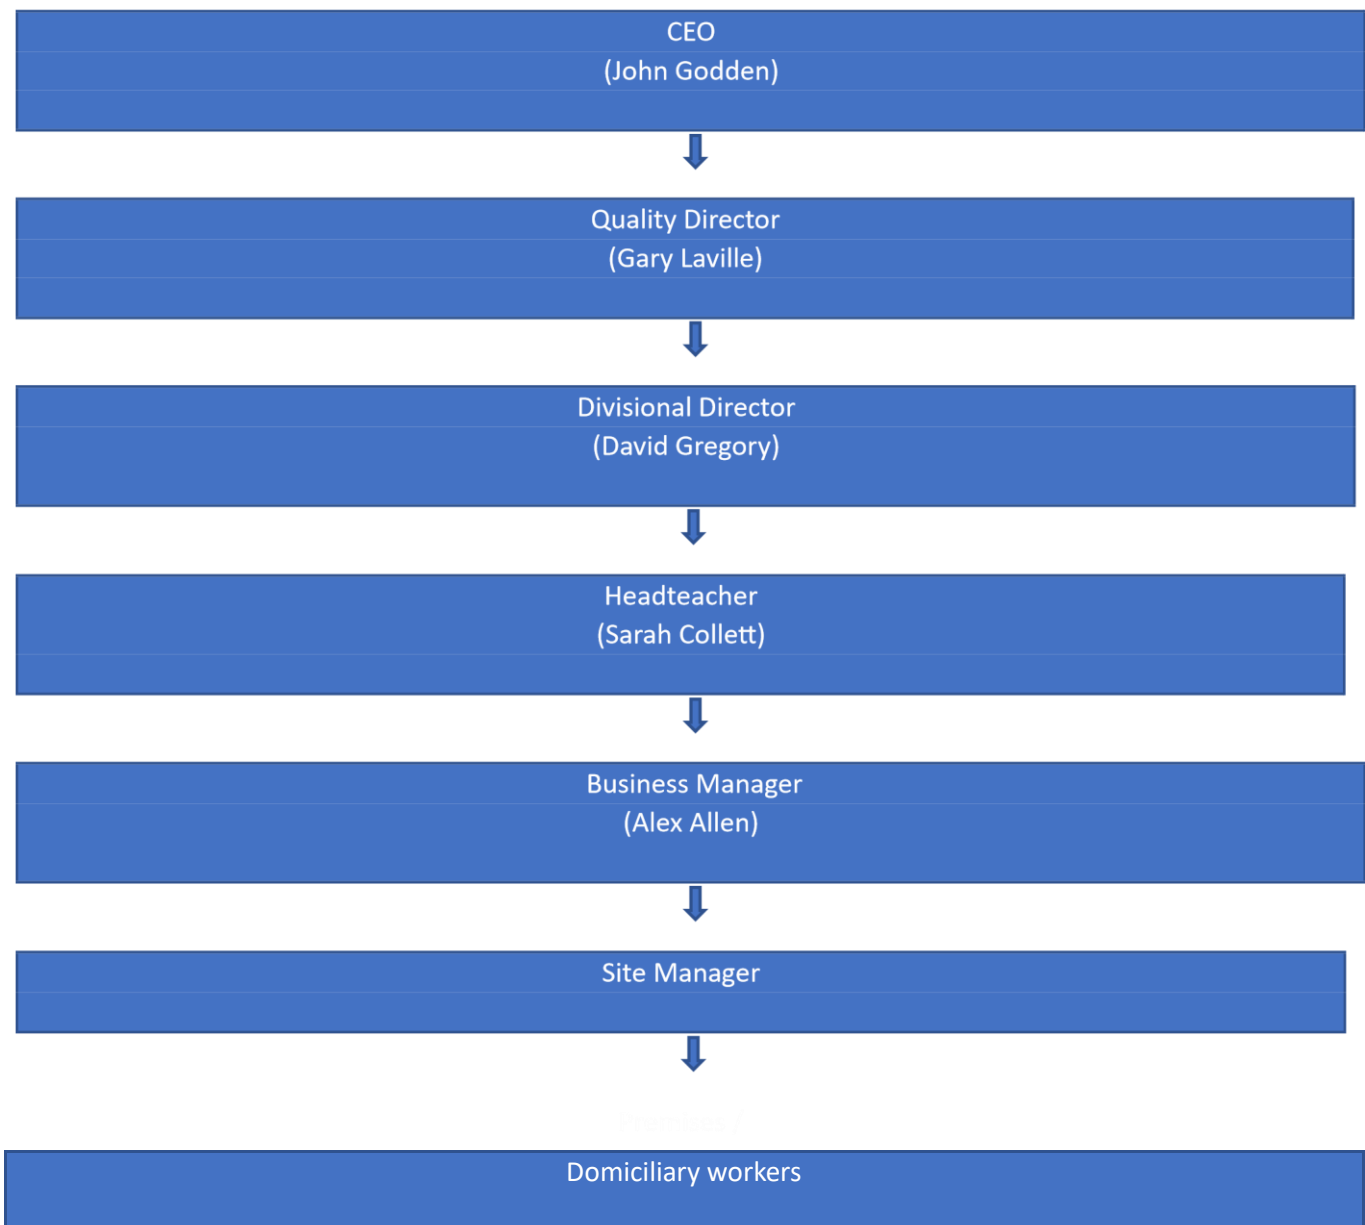 CEO
(John Godden)
Quality Director
(Gary Laville)
Divisional Director
(David Gregory)
Headteacher
(Sarah Collett)
Business Manager
(Alex Allen)
Site Manager
Premises /
Domiciliary workers